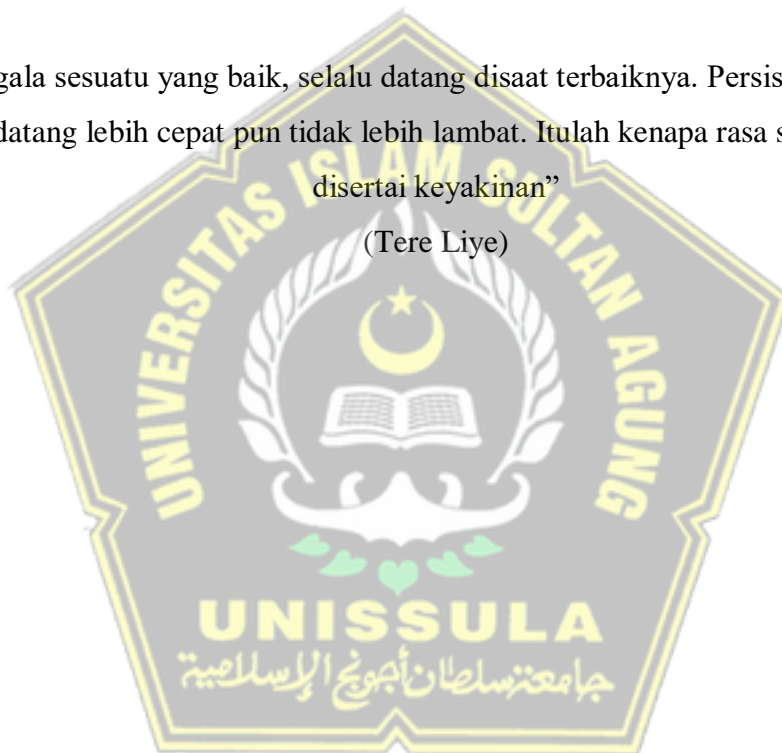 gala sesuatu yang baik, selalu datang disaat terbaiknya. Persis
datang lebih cepat pun tidak lebih lambat. Itulah kenapa rasa s
disertai keyakinan”
(Tere Liye)
UNIVERSITAS ISLAM SULTAN AGUNG
UNISSULA
جامعة سلطان أجونج الإسلامية